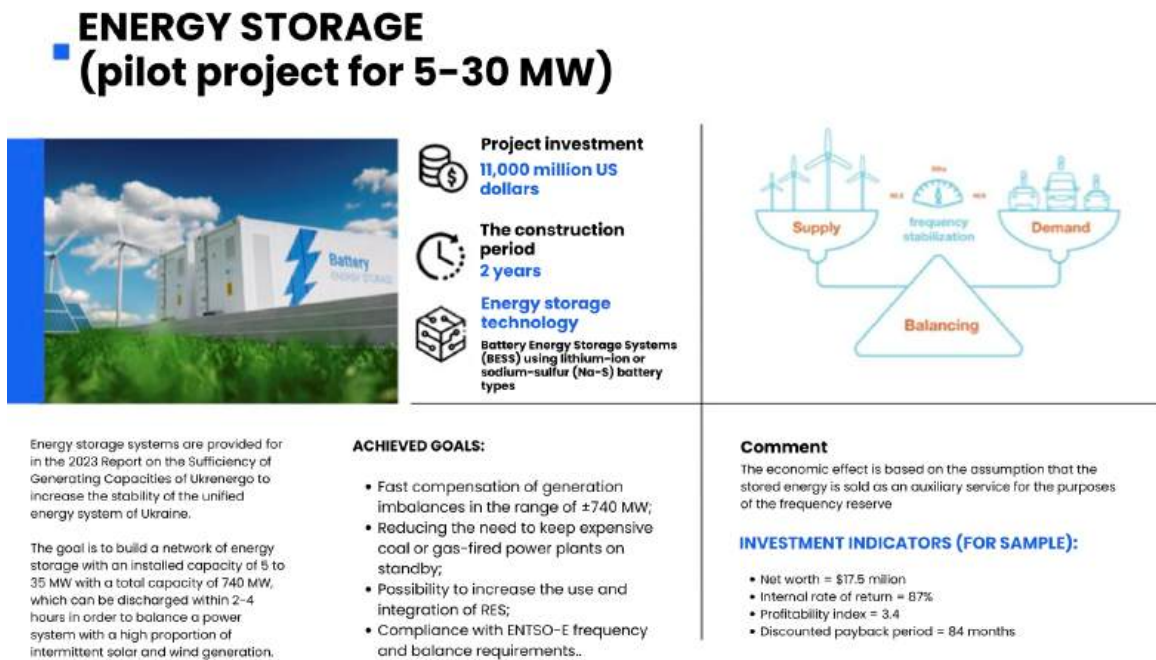 ENERGY STORAGE
(pilot project for 5-30 MW)
Battery
ENERGY STORAGE
Project investment
11,000 million US
dollars
The construction
period
2 years
Energy storage
technology
Battery Energy Storage Systems
(BESS) using lithium-ion or
sodium-sulfur (Na-S) battery
types
Supply
frequency
stabilization
Demand
Balancing
Energy storage systems are provided for
in the 2023 Report on the Sufficiency of
Generating Capacities of Ukrenergo to
increase the stability of the unified
energy system of Ukraine.
The goal is to build a network of energy
storage with an installed capacity of 5 to
35 MW with a total capacity of 740 MW,
which can be discharged within 2-4
hours in order to balance a power
system with a high proportion of
intermittent solar and wind generation.
ACHIEVED GOALS:
• Fast compensation of generation
imbalances in the range of ±740 MW;
• Reducing the need to keep expensive
coal or gas-fired power plants on
standby;
• Possibility to increase the use and
integration of RES;
• Compliance with ENTSO-E frequency
and balance requirements..
Comment
The economic effect is based on the assumption that the
stored energy is sold as an auxiliary service for the purposes
of the frequency reserve
INVESTMENT INDICATORS (FOR SAMPLE):
• Net worth = $17.5 milion
• Internal rate of return = 87%
• Profitability index = 3.4
• Discounted payback period = 84 months